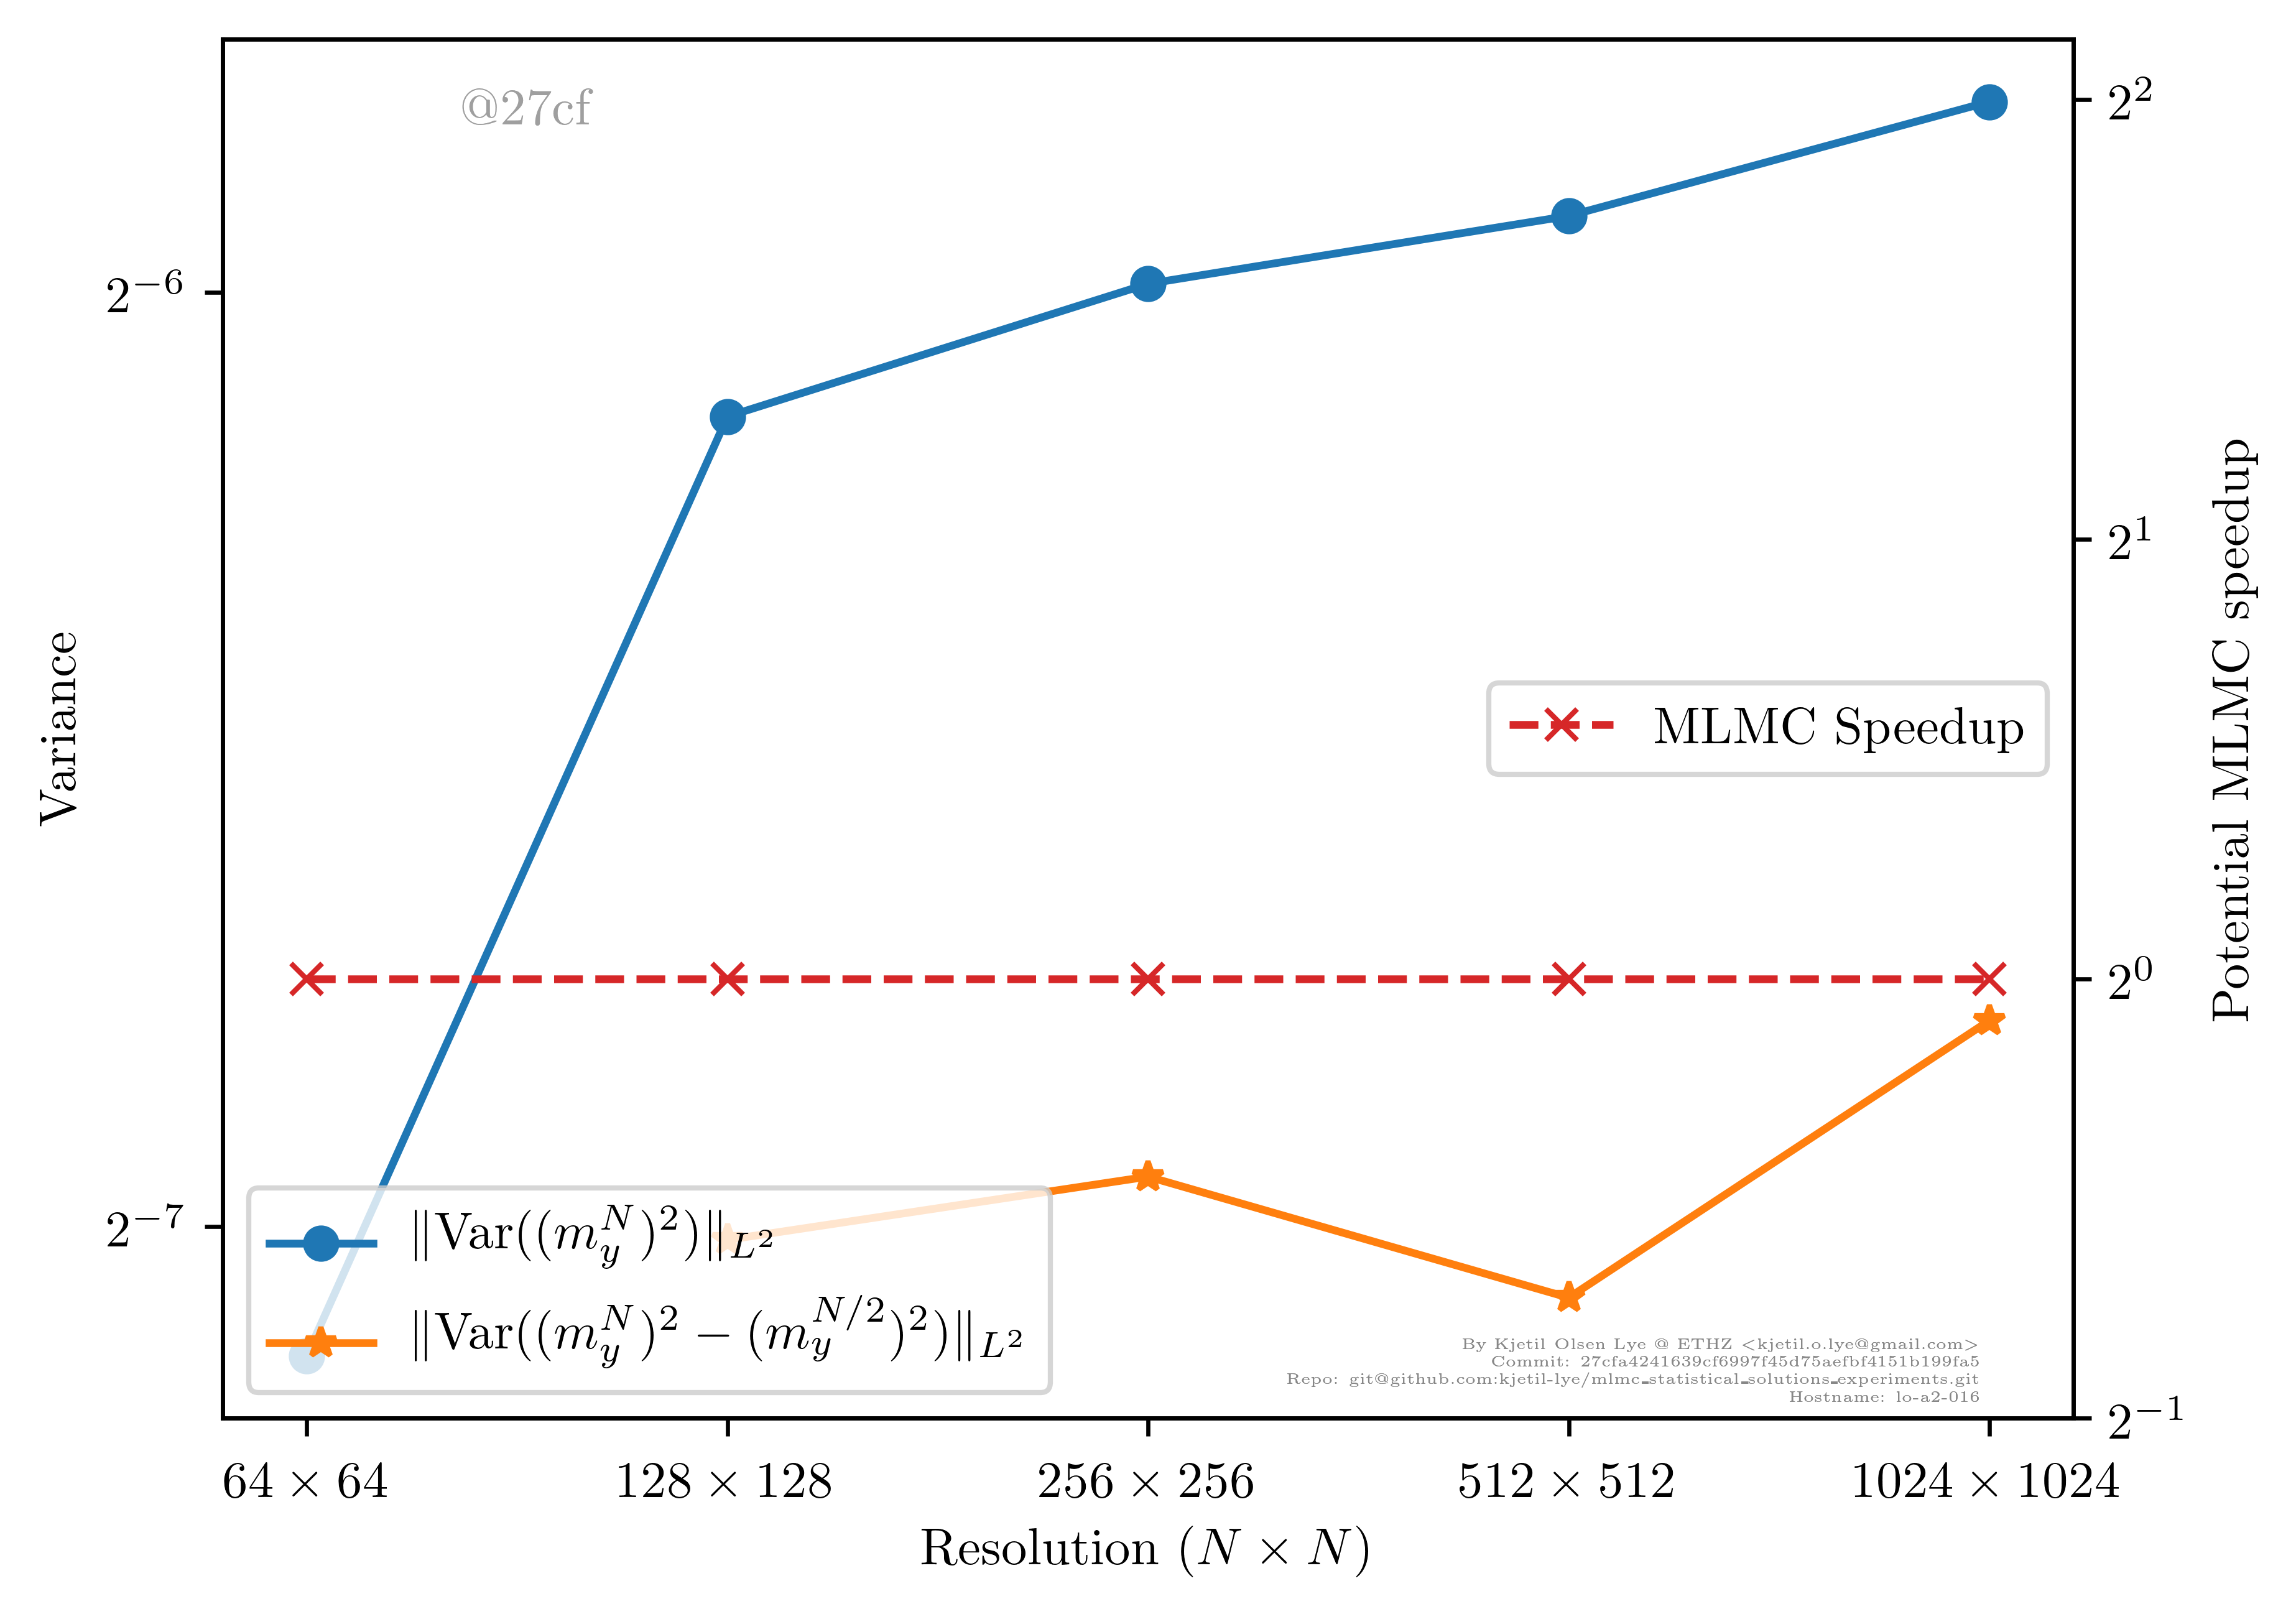 @27cf
2^{-6}
2^{-7}
Variance
2^2
2^1
2^0
2^{-1}
Potential MLMC speedup
MLMC Speedup
‖Var((m_y^N)^2)‖_{L^2}
‖Var((m_y^N)^2 − (m_y^{N/2})^2)‖_{L^2}
By Kjetil Olsen Lye @ ETHZ <kjetil.o.lye@gmail.com>
Commit: 27cfa4241639cf6997f45d75aefbf4151b199fa5
Repo: git@github.com:kjetil-lye/mlmc_statistical_solutions_experiments.git
Hostname: lo-a2-016
64 × 64 128 × 128 256 × 256 512 × 512 1024 × 1024
Resolution (N × N)